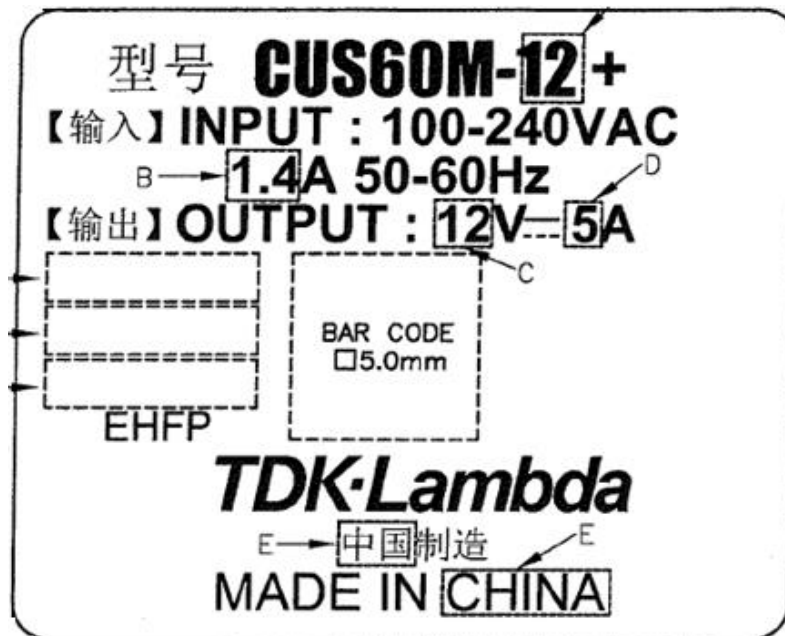 型号 CUS60M-12+
【输入】INPUT : 100-240VAC
B 1.4A 50-60Hz D
【输出】OUTPUT : 12V⎓5A
C
BAR CODE
□5.0mm
EHFP
TDK·Lambda
E 中国制造 E
MADE IN CHINA